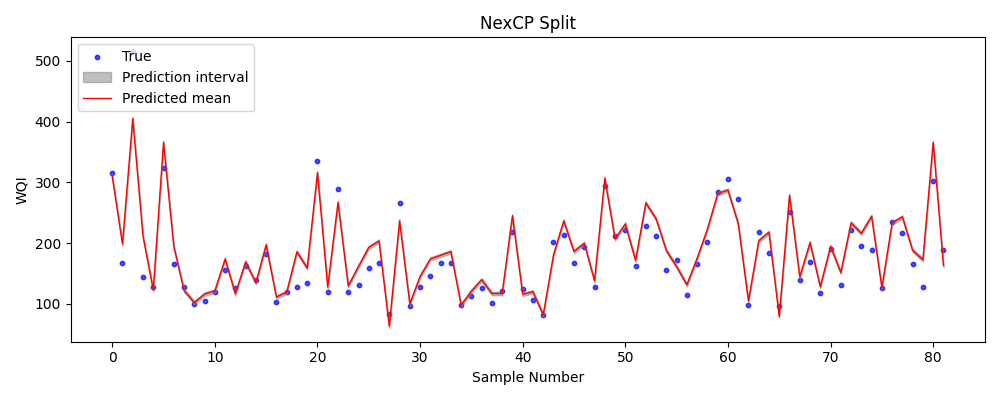 NexCP Split
True
Prediction interval
Predicted mean
WQI
500
400
300
200
100
0 10 20 30 40 50 60 70 80
Sample Number